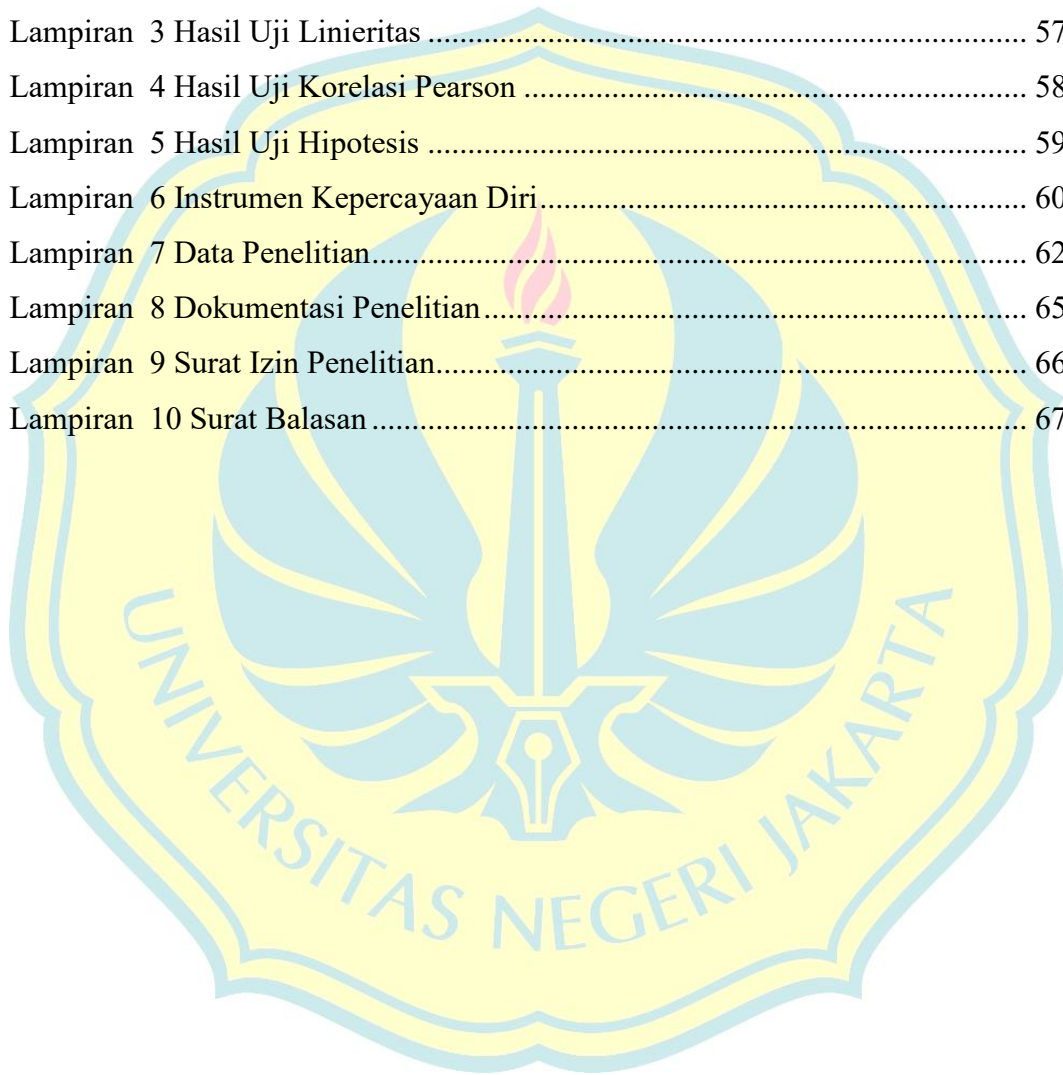 Lampiran  3 Hasil Uji Linieritas ........................................................................... 57
Lampiran  4 Hasil Uji Korelasi Pearson ............................................................... 58
Lampiran  5 Hasil Uji Hipotesis ........................................................................... 59
Lampiran  6 Instrumen Kepercayaan Diri............................................................. 60
Lampiran  7 Data Penelitian.................................................................................. 62
Lampiran  8 Dokumentasi Penelitian.................................................................... 65
Lampiran  9 Surat Izin Penelitian.......................................................................... 66
Lampiran  10 Surat Balasan .................................................................................. 67
UNIVERSITAS NEGERI JAKARTA